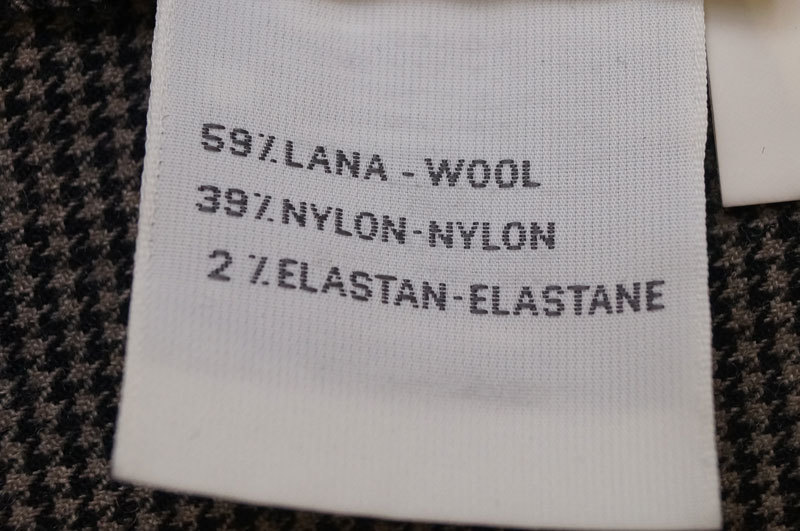 59% LANA - WOOL
39% NYLON-NYLON
2 % ELASTAN-ELASTANE